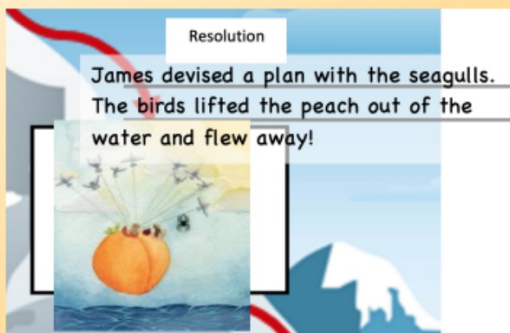 Resolution
James devised a plan with the seagulls.
The birds lifted the peach out of the
water and flew away!